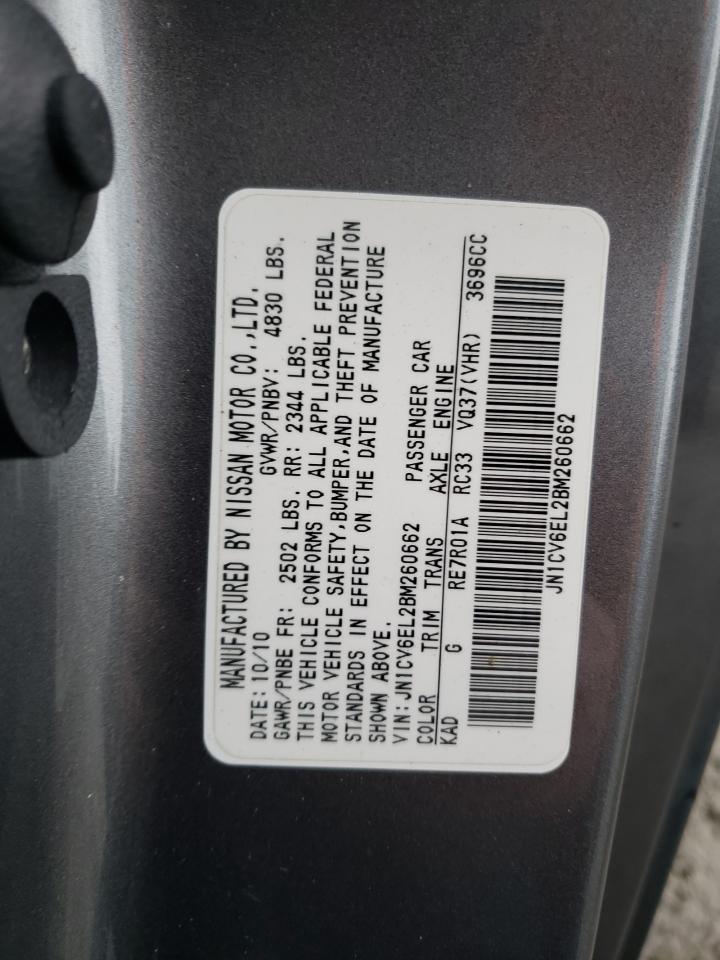 MANUFACTURED BY NISSAN MOTOR CO.,LTD.
DATE: 10/10 GVWR/PNBV: 4830 LBS.
GAWR/PNBE FR: 2502 LBS. RR: 2344 LBS.
THIS VEHICLE CONFORMS TO ALL APPLICABLE FEDERAL
MOTOR VEHICLE SAFETY,BUMPER,AND THEFT PREVENTION
STANDARDS IN EFFECT ON THE DATE OF MANUFACTURE
SHOWN ABOVE.
VIN:JN1CV6EL2BM260662 PASSENGER CAR
COLOR TRIM TRANS AXLE ENGINE
KAD G RE7R01A RC33 VQ37(VHR) 3696CC
JN1CV6EL2BM260662